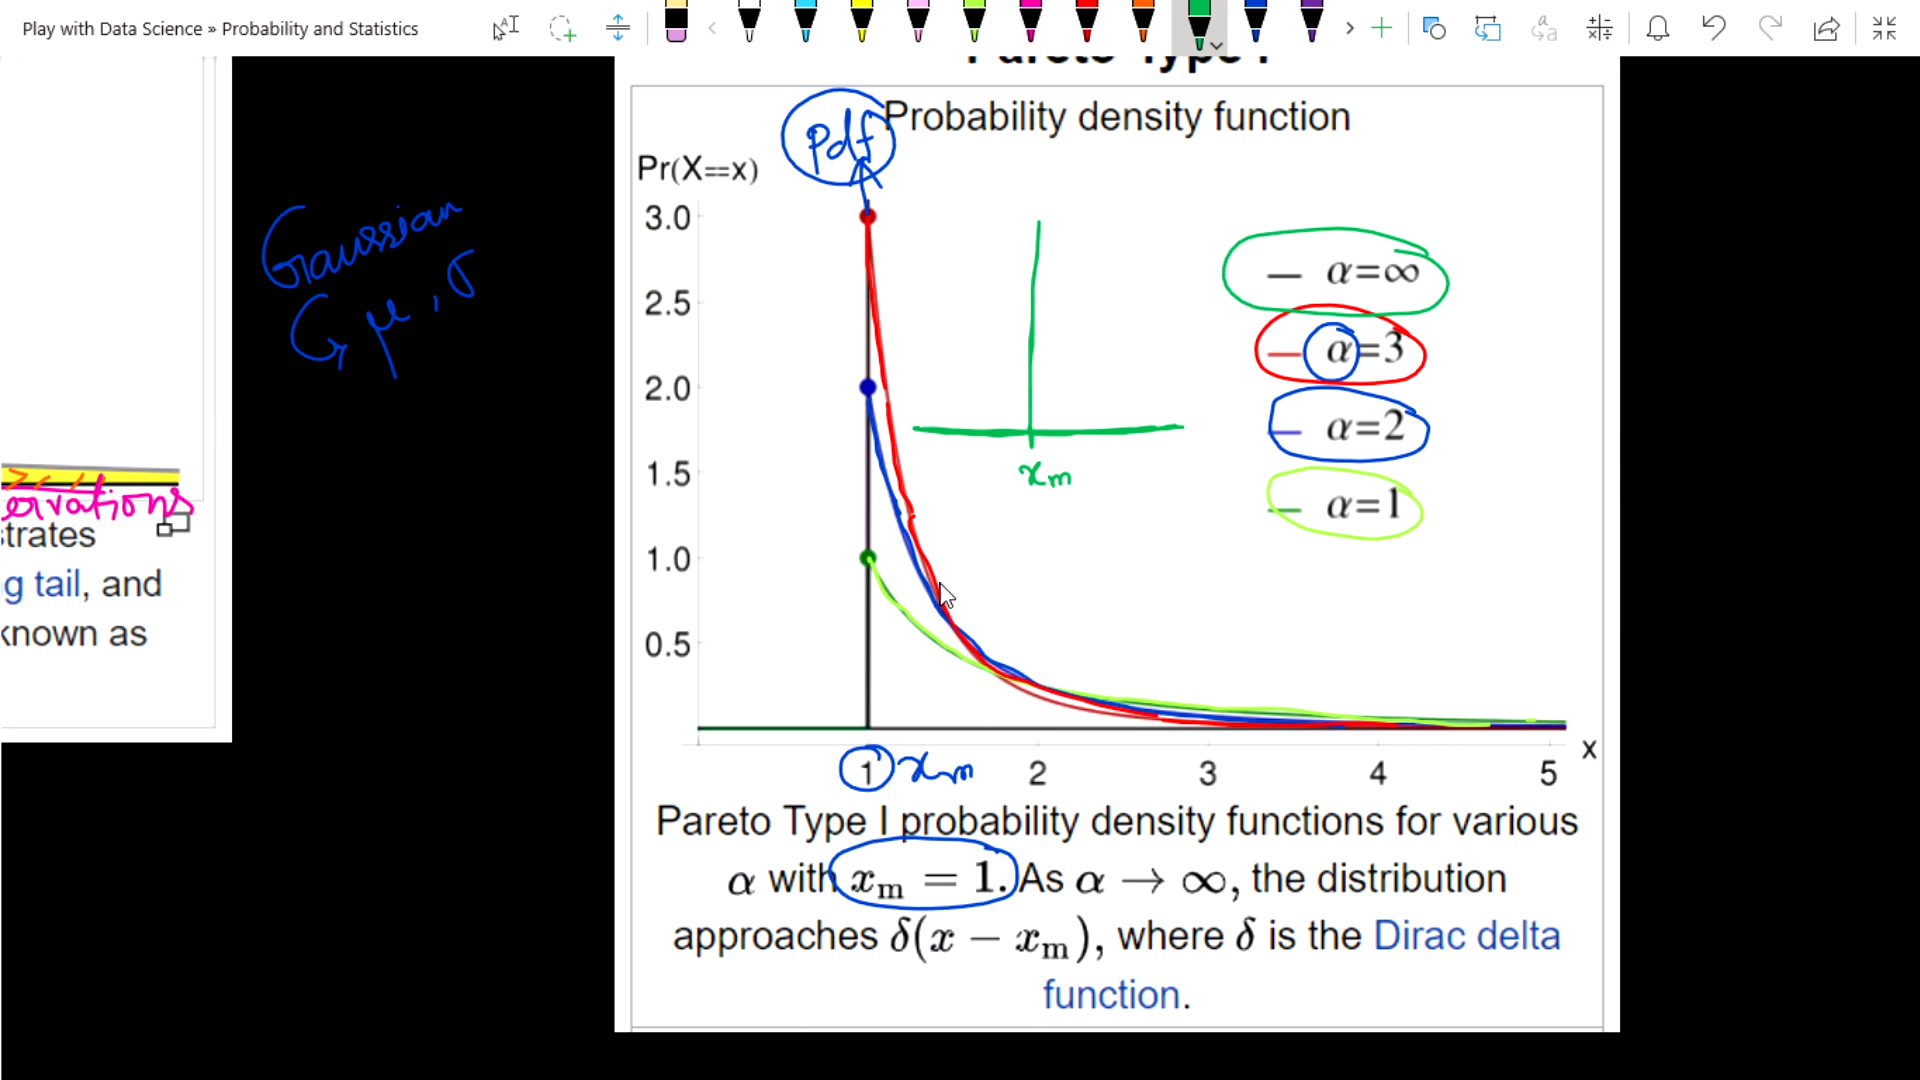 Play with Data Science » Probability and Statistics
Pareto Type I
Probability density function
pdf
Pr(X==x)
3.0
2.5
2.0
1.5
1.0
0.5
α=∞
α=3
α=2
α=1
xm
1 xm 2 3 4 5 x
Pareto Type I probability density functions for various
α with xm = 1. As α → ∞, the distribution
approaches δ(x − xm), where δ is the Dirac delta
function.
Gaussian
↪ μ, σ
ervations
trates
g tail, and
known as